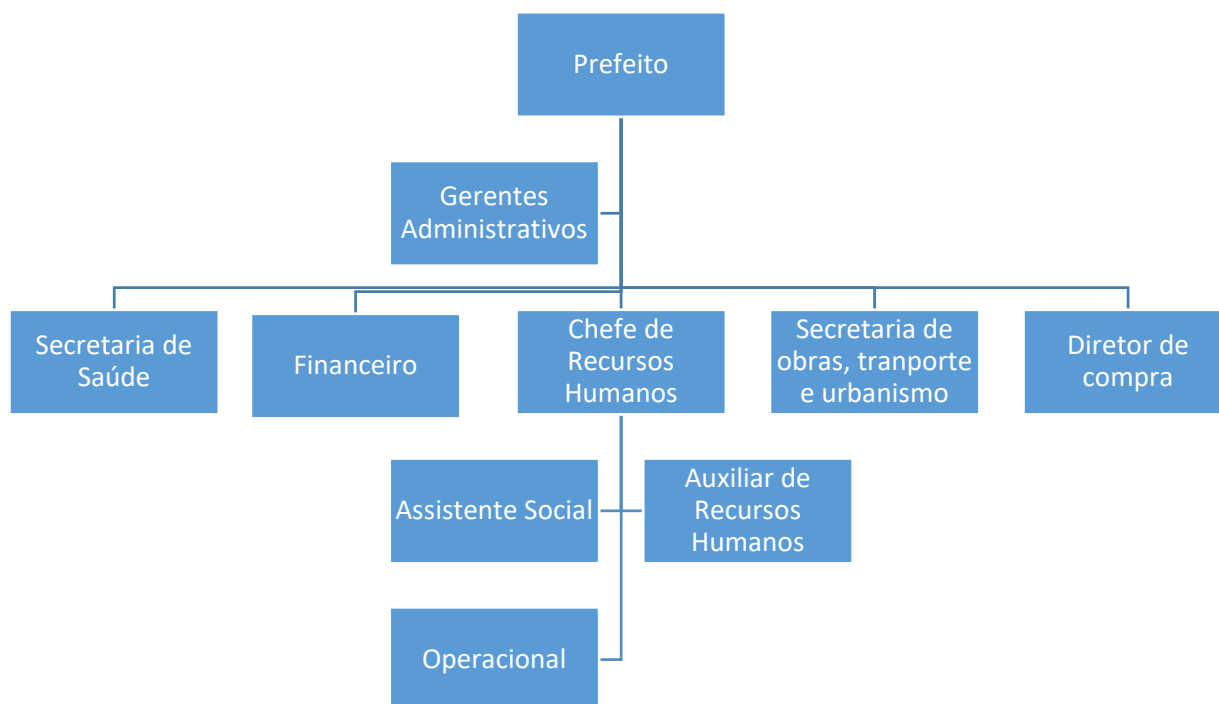 Prefeito
Gerentes
Administrativos
Secretaria de
Saúde
Financeiro
Chefe de
Recursos
Humanos
Secretaria de
obras, tranporte
e urbanismo
Diretor de
compra
Assistente Social
Auxiliar de
Recursos
Humanos
Operacional